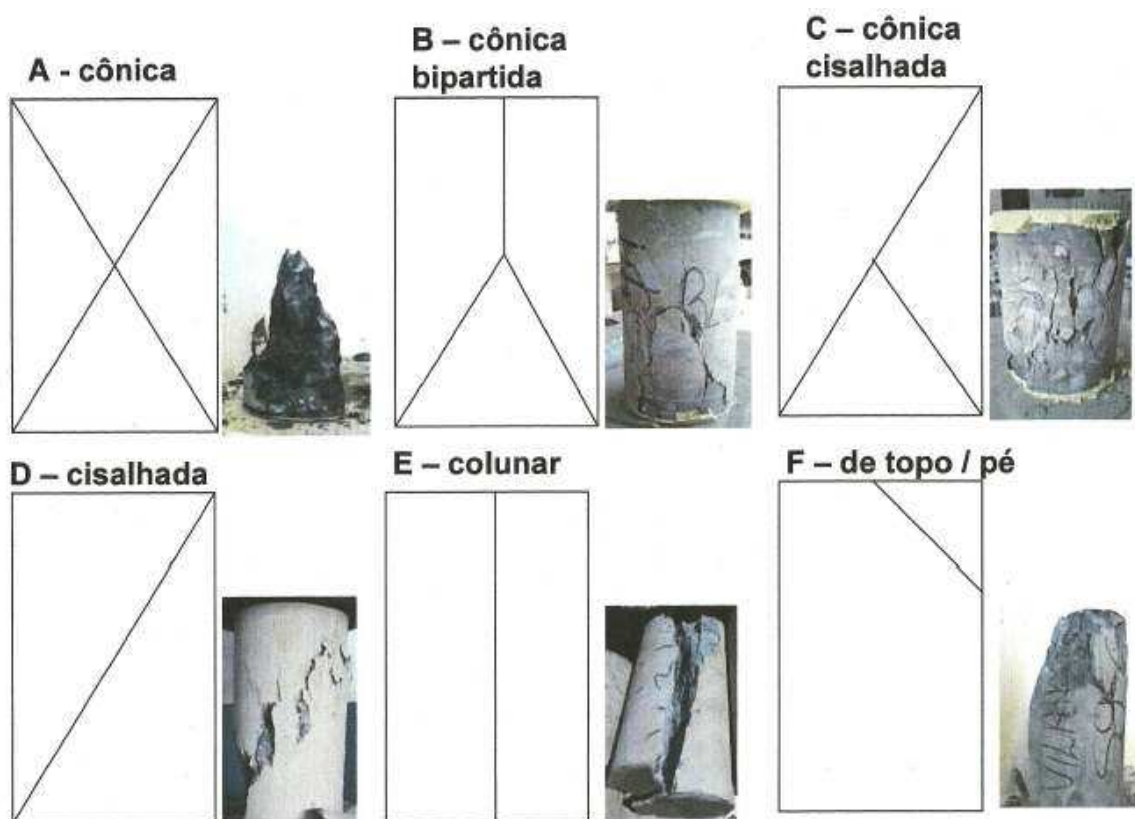 A - cônica
B – cônica
bipartida
C – cônica
cisalhada
D – cisalhada
E – colunar
F – de topo / pé